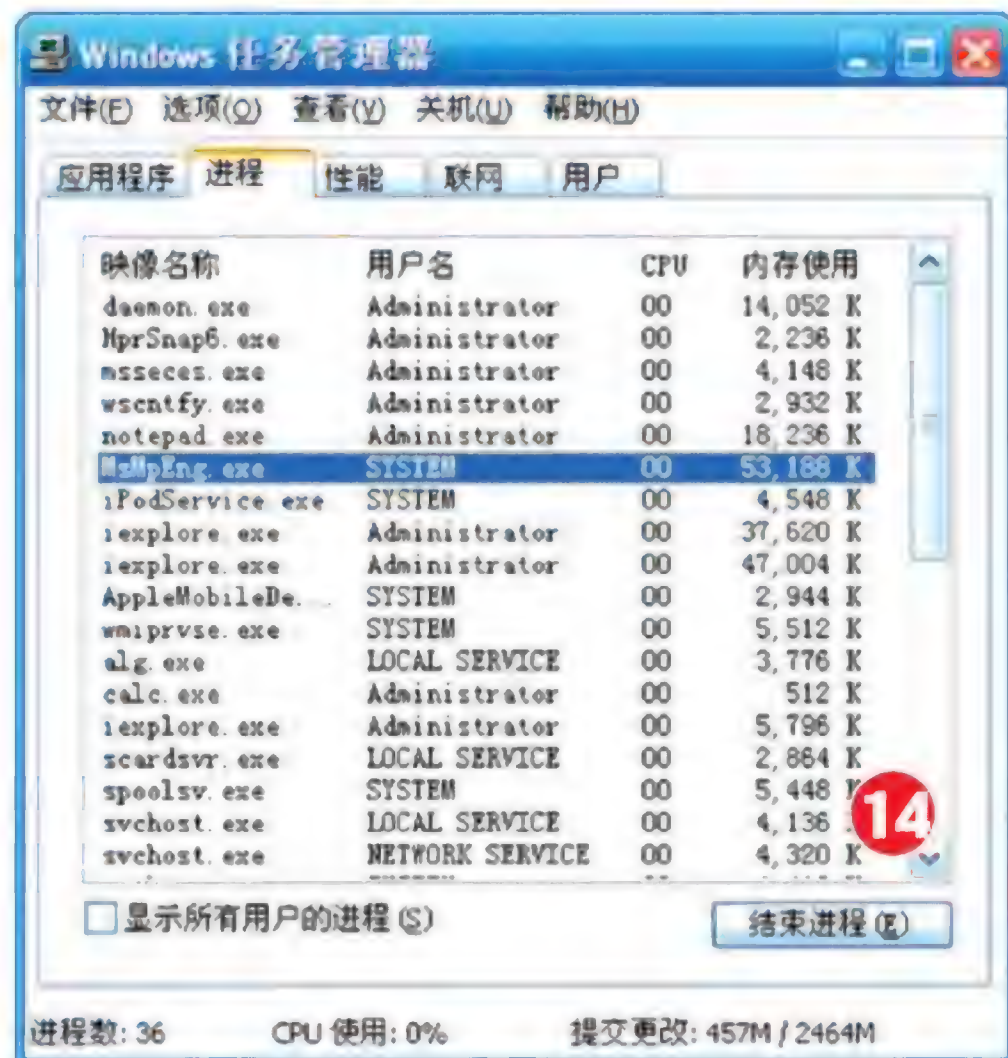 Windows 任务管理器
文件(F) 选项(O) 查看(V) 关机(U) 帮助(H)
应用程序 进程 性能 联网 用户
映像名称 用户名 CPU 内存使用
daemon.exe Administrator 00 14,052 K
MprSnap6.exe Administrator 00 2,236 K
msseces.exe Administrator 00 4,148 K
wscntfy.exe Administrator 00 2,932 K
notepad.exe Administrator 00 18,236 K
MsMpEng.exe SYSTEM 00 53,188 K
iPodService.exe SYSTEM 00 4,548 K
iexplore.exe Administrator 00 37,620 K
iexplore.exe Administrator 00 47,004 K
AppleMobileDe... SYSTEM 00 2,944 K
wmiprvse.exe SYSTEM 00 5,512 K
alg.exe LOCAL SERVICE 00 3,776 K
calc.exe Administrator 00 512 K
iexplore.exe Administrator 00 5,796 K
scardsvr.exe LOCAL SERVICE 00 2,864 K
spoolsv.exe SYSTEM 00 5,448 K
svchost.exe LOCAL SERVICE 00 4,136
14
svchost.exe NETWORK SERVICE 00 4,320 K
显示所有用户的进程(S) 结束进程(E)
进程数: 36 CPU 使用: 0% 提交更改: 457M / 2464M